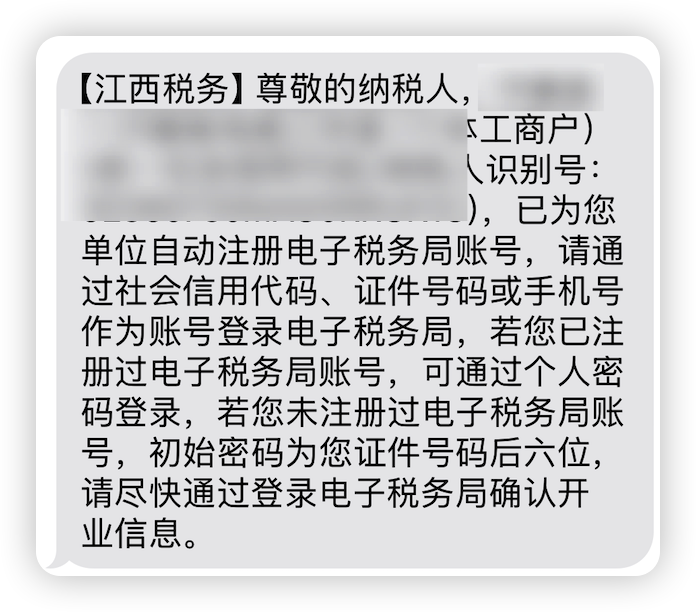 【江西税务】尊敬的纳税人，
工商户）
人识别号：
），已为您
单位自动注册电子税务局账号，请通
过社会信用代码、证件号码或手机号
作为账号登录电子税务局，若您已注
册过电子税务局账号，可通过个人密
码登录，若您未注册过电子税务局账
号，初始密码为您证件号码后六位，
请尽快通过登录电子税务局确认开
业信息。